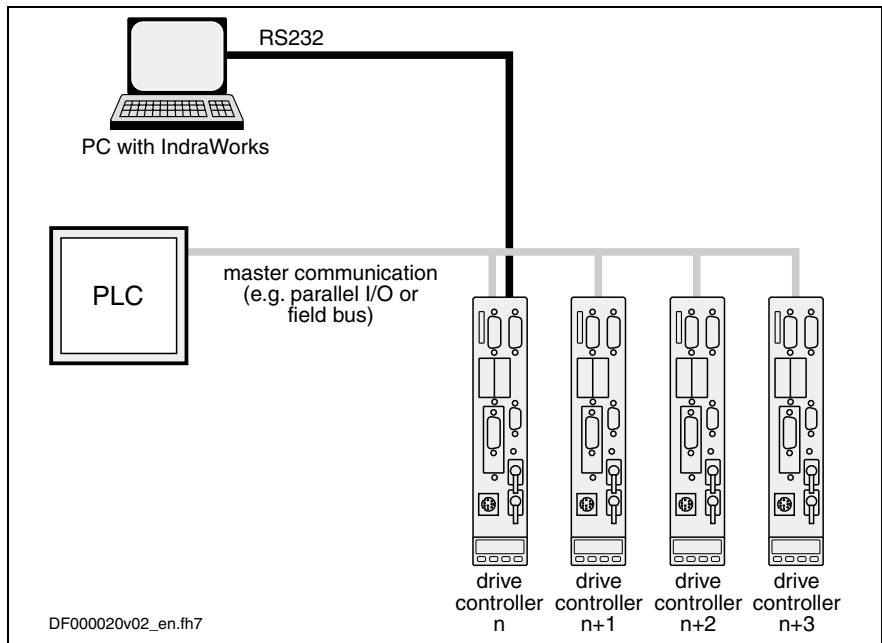 RS232
PC with IndraWorks
PLC
master communication
(e.g. parallel I/O or
field bus)
drive
controller
n
drive
controller
n+1
drive
controller
n+2
drive
controller
n+3
DF000020v02_en.fh7